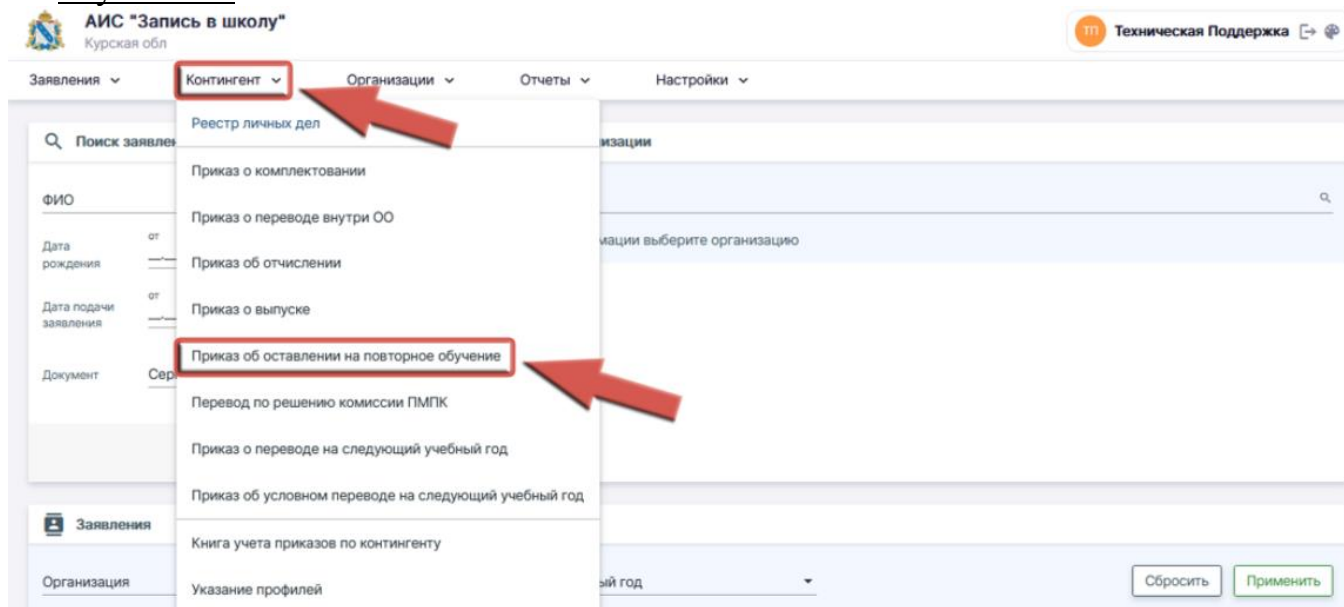 АИС "Запись в школу"
Курская обл
ТП Техническая Поддержка
Заявления Контингент Организации Отчеты Настройки
Реестр личных дел
Поиск заявле
изации
Приказ о комплектовании
ФИО
Приказ о переводе внутри ОО
Дата рождения
от
мации выберите организацию
Приказ об отчислении
Дата подачи заявления
от
Приказ о выпуске
Приказ об оставлении на повторное обучение
Документ
Сер
Перевод по решению комиссии ПМПК
Приказ о переводе на следующий учебный год
Приказ об условном переводе на следующий учебный год
Заявления
Книга учета приказов по контингенту
Организация
ый год
Сбросить Применить
Указание профилей